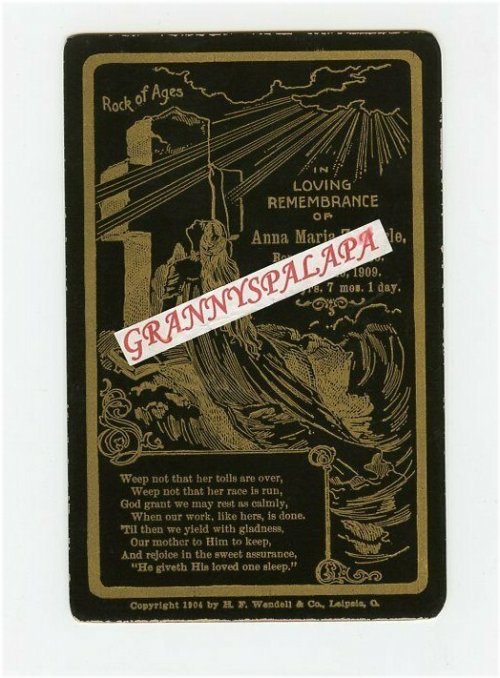 Rock of Ages
IN
LOVING
REMEMBRANCE
OF
Anna Maria
1909.
7 mos. 1 day.
GRANNYSPALAPA
Weep not that her toils are over,
Weep not that her race is run,
God grant we may rest as calmly,
When our work, like hers, is done.
'Til then we yield with gladness,
Our mother to Him to keep,
And rejoice in the sweet assurance,
"He giveth His loved one sleep."
Copyright 1904 by H. F. Wendell & Co., Leipsic, O.